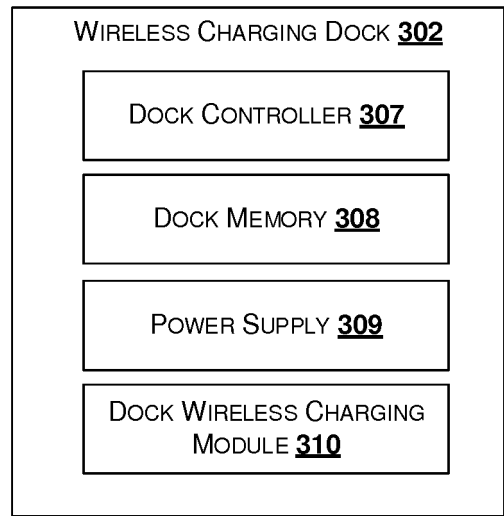 WIRELESS CHARGING DOCK 302
DOCK CONTROLLER 307
DOCK MEMORY 308
POWER SUPPLY 309
DOCK WIRELESS CHARGING
MODULE 310